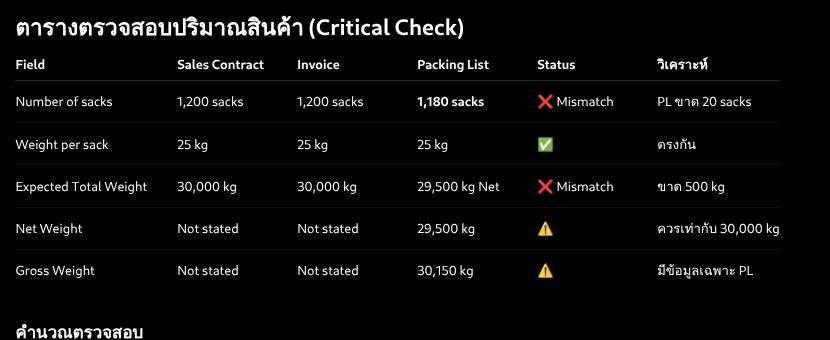 ตารางตรวจสอบปริมาณสินค้า (Critical Check)
Field Sales Contract Invoice Packing List Status วิเคราะห์
Number of sacks 1,200 sacks 1,200 sacks 1,180 sacks ❌ Mismatch PL ขาด 20 sacks
Weight per sack 25 kg 25 kg 25 kg ✅ ตรงกัน
Expected Total Weight 30,000 kg 30,000 kg 29,500 kg Net ❌ Mismatch ขาด 500 kg
Net Weight Not stated Not stated 29,500 kg ⚠️ ควรเท่ากับ 30,000 kg
Gross Weight Not stated Not stated 30,150 kg ⚠️ มีข้อมูลเฉพาะ PL
คำนวณตรวจสอบ